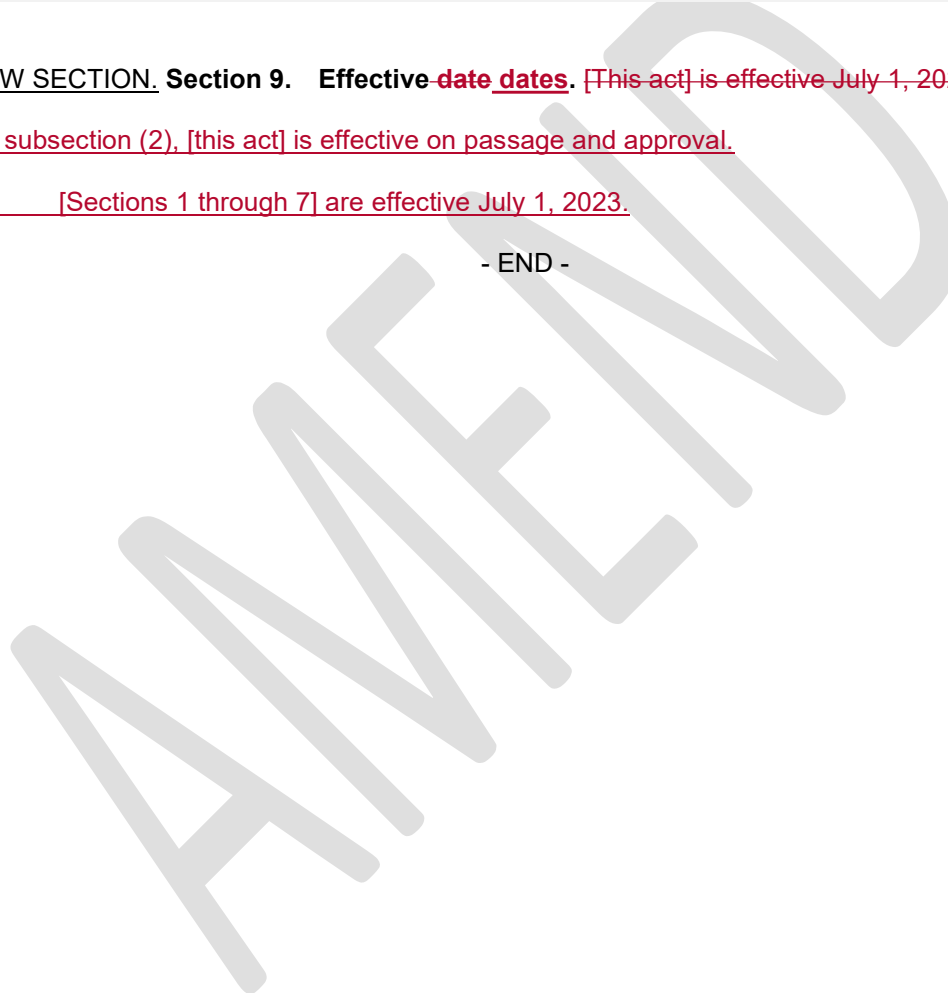 W SECTION. Section 9. Effective date dates. [This act] is effective July 1, 20
subsection (2), [this act] is effective on passage and approval.
[Sections 1 through 7] are effective July 1, 2023.
- END -
AMEND